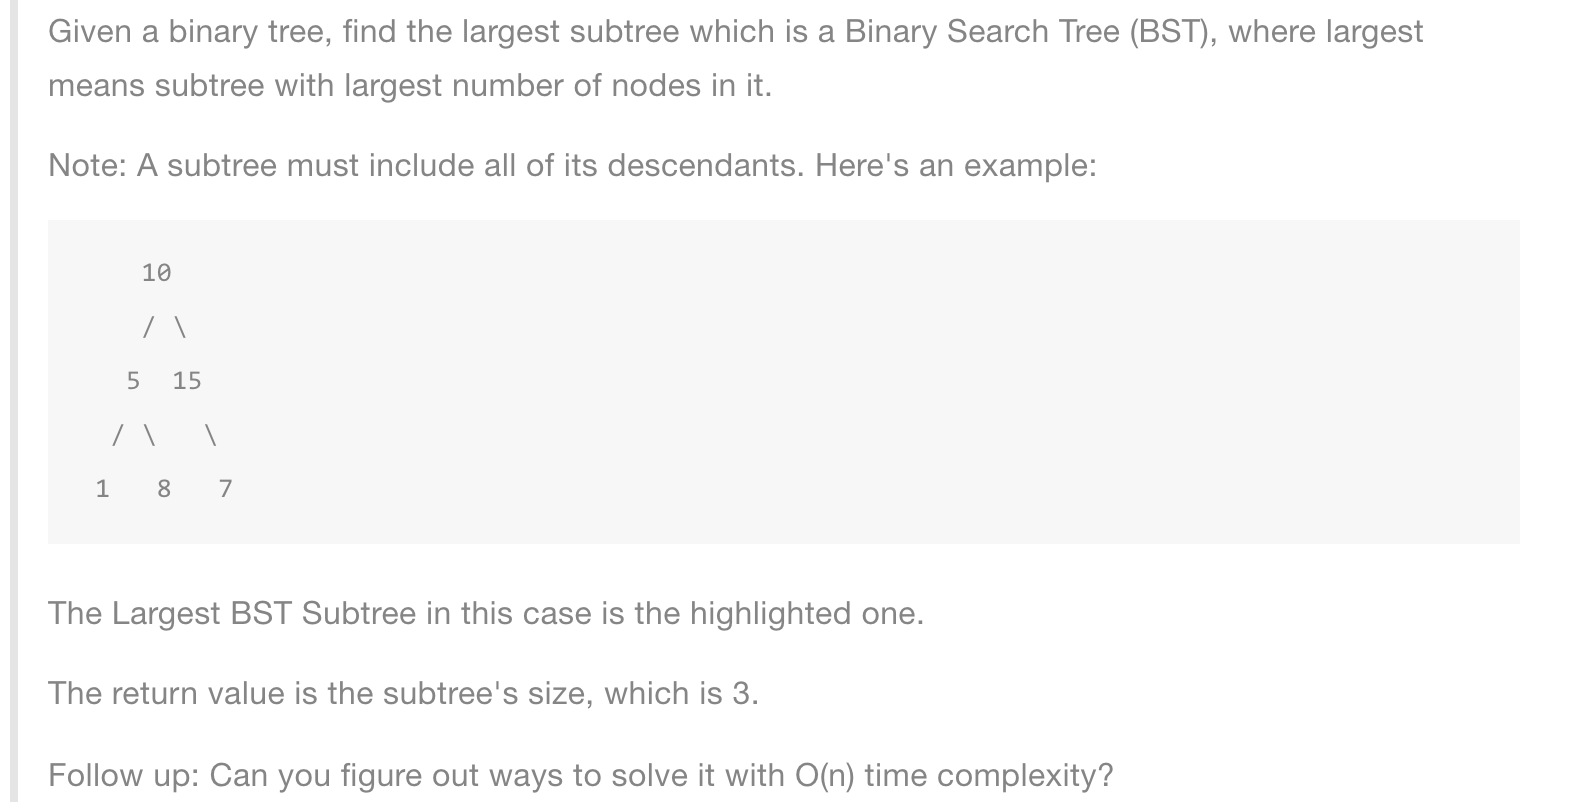 Given a binary tree, find the largest subtree which is a Binary Search Tree (BST), where largest
means subtree with largest number of nodes in it.
Note: A subtree must include all of its descendants. Here's an example:
10
/ \
5 15
/ \ \
1 8 7
The Largest BST Subtree in this case is the highlighted one.
The return value is the subtree's size, which is 3.
Follow up: Can you figure out ways to solve it with O(n) time complexity?